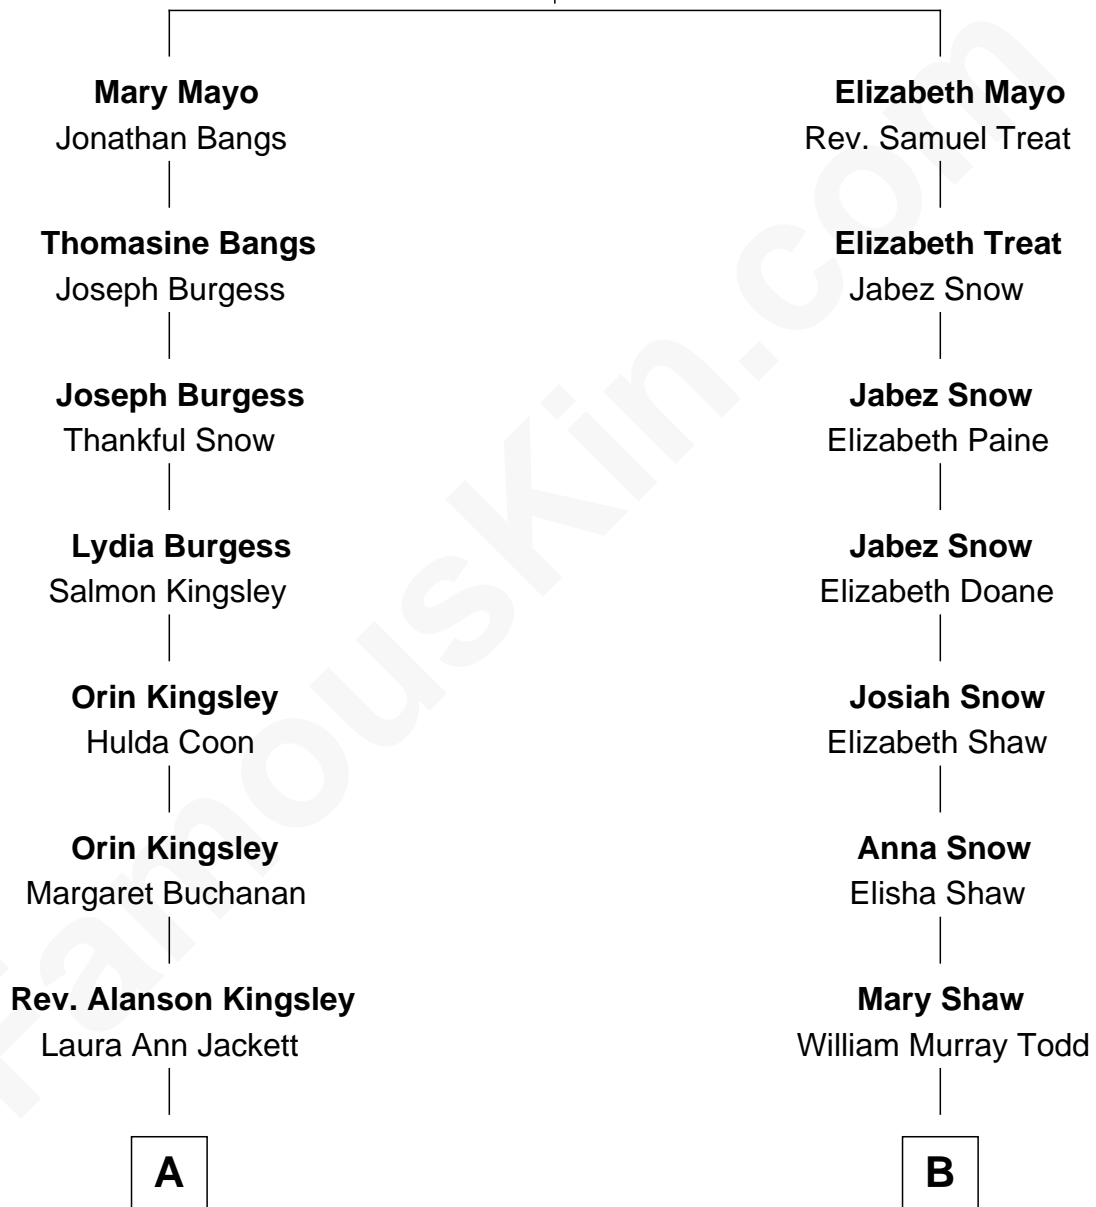 Mary Mayo
Jonathan Bangs
Thomasine Bangs
Joseph Burgess
Joseph Burgess
Thankful Snow
Lydia Burgess
Salmon Kingsley
Orin Kingsley
Hulda Coon
Orin Kingsley
Margaret Buchanan
Rev. Alanson Kingsley
Laura Ann Jackett
A
Elizabeth Mayo
Rev. Samuel Treat
Elizabeth Treat
Jabez Snow
Jabez Snow
Elizabeth Paine
Jabez Snow
Elizabeth Doane
Josiah Snow
Elizabeth Shaw
Anna Snow
Elisha Shaw
Mary Shaw
William Murray Todd
B
FamousKin.com